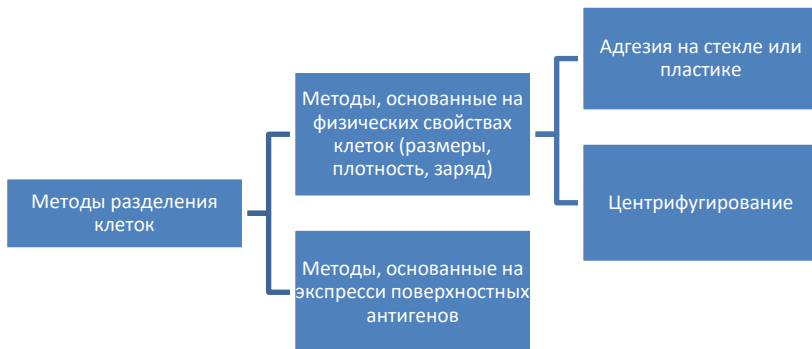 Методы разделения
клеток
Методы, основанные на
физических свойствах
клеток (размеры,
плотность, заряд)
Адгезия на стекле или
пластике
Центрифугирование
Методы, основанные на
экспресси поверхностных
антигенов